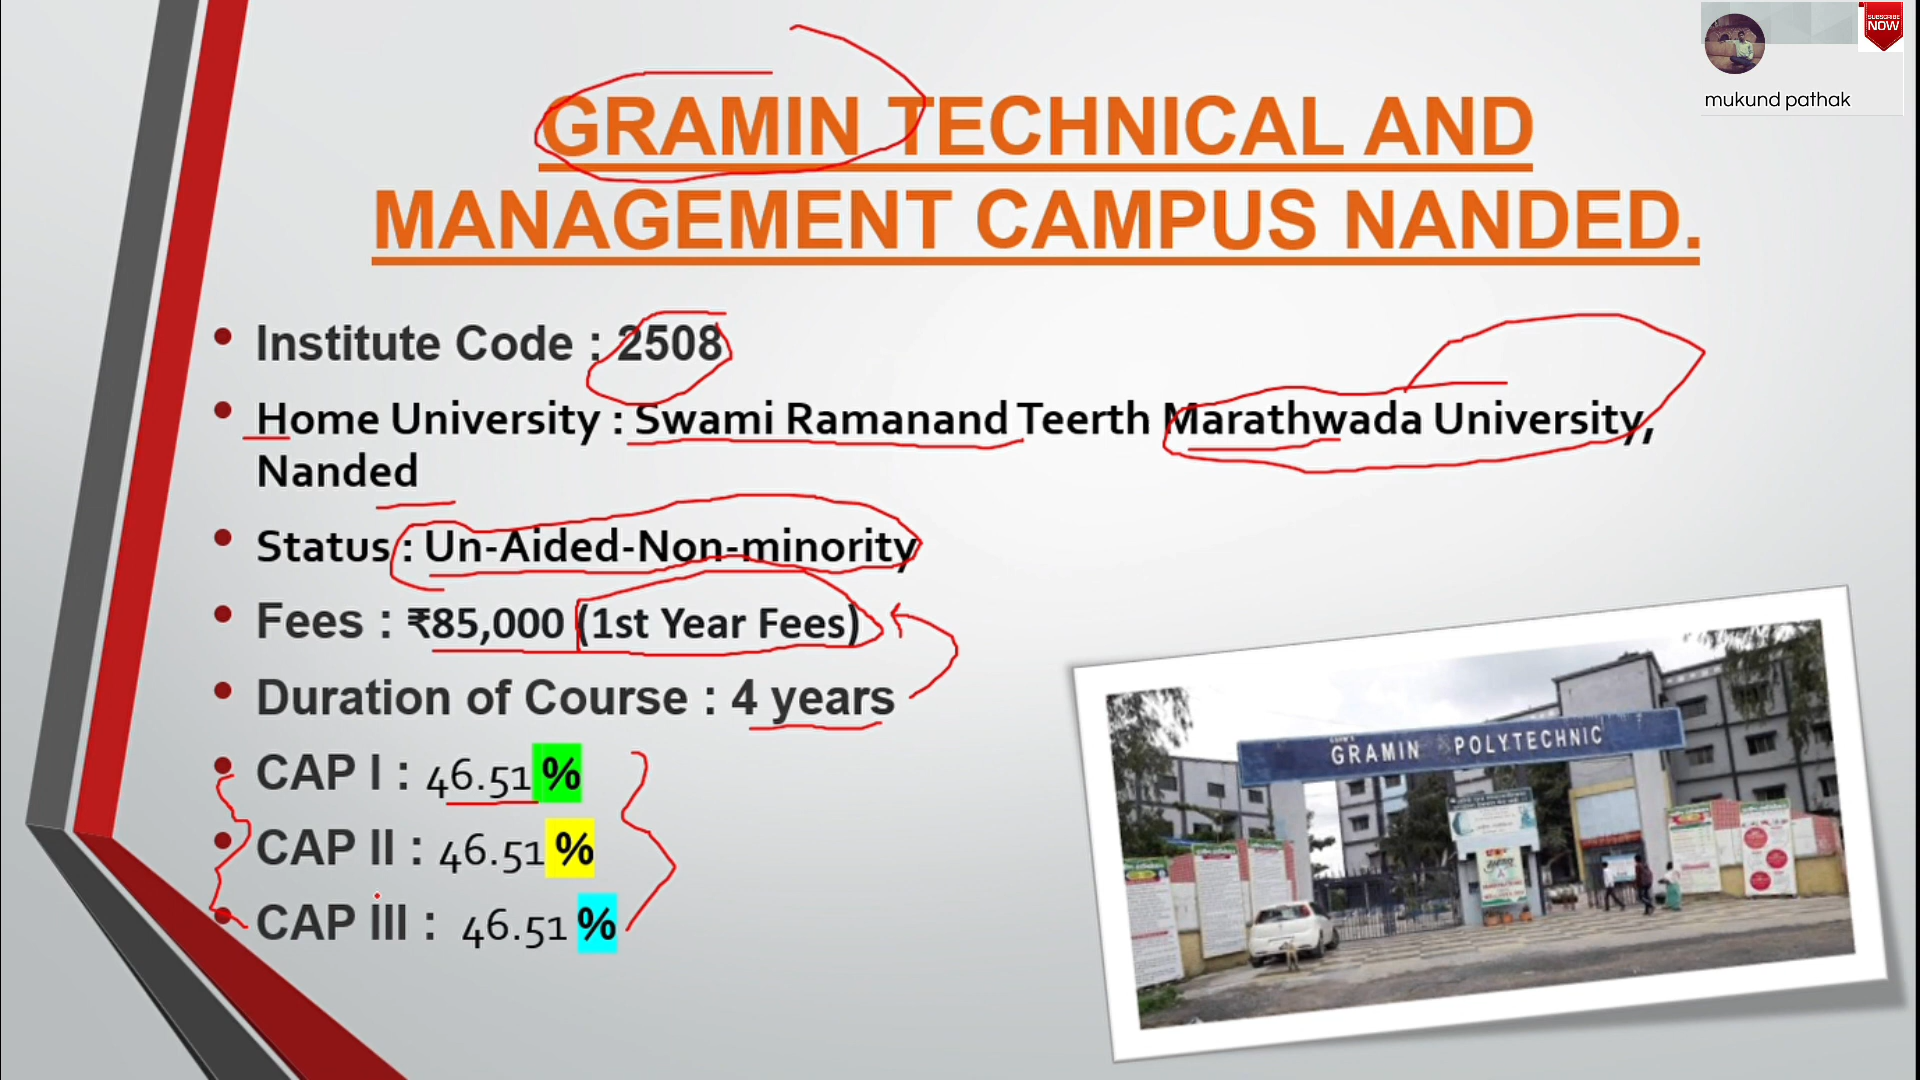 SUBSCRIBE
NOW
mukund pathak
GRAMIN TECHNICAL AND
MANAGEMENT CAMPUS NANDED.
• Institute Code : 2508
• Home University : Swami Ramanand Teerth Marathwada University,
Nanded
• Status : Un-Aided-Non-minority
• Fees : ₹85,000 (1st Year Fees)
• Duration of Course : 4 years
• CAP I : 46.51 %
• CAP II : 46.51 %
• CAP III : 46.51 %
GRAMIN POLYTECHNIC